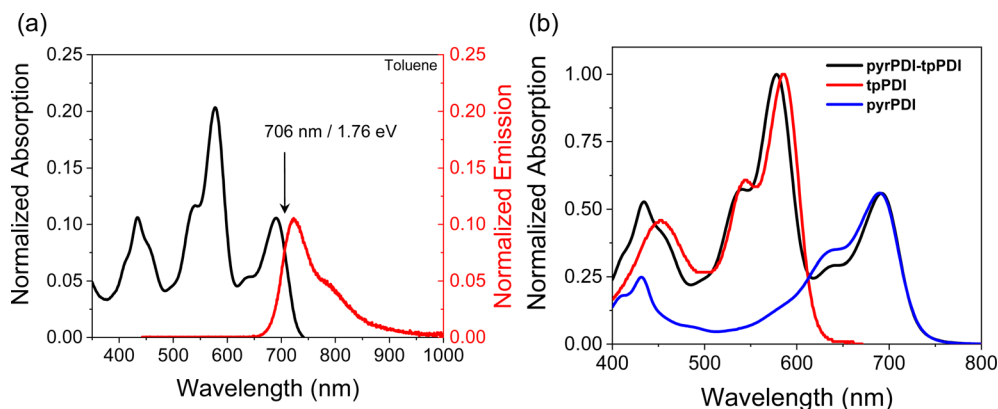 (a)
Toluene
706 nm / 1.76 eV
Normalized Absorption
0.25
0.20
0.15
0.10
0.05
0.00
0.25
0.20
0.15
0.10
0.05
0.00
Normalized Emission
400 500 600 700 800 900 1000
Wavelength (nm)
(b)
pyrPDI-tpPDI
tpPDI
pyrPDI
Normalized Absorption
1.00
0.75
0.50
0.25
0.00
400 500 600 700 800
Wavelength (nm)